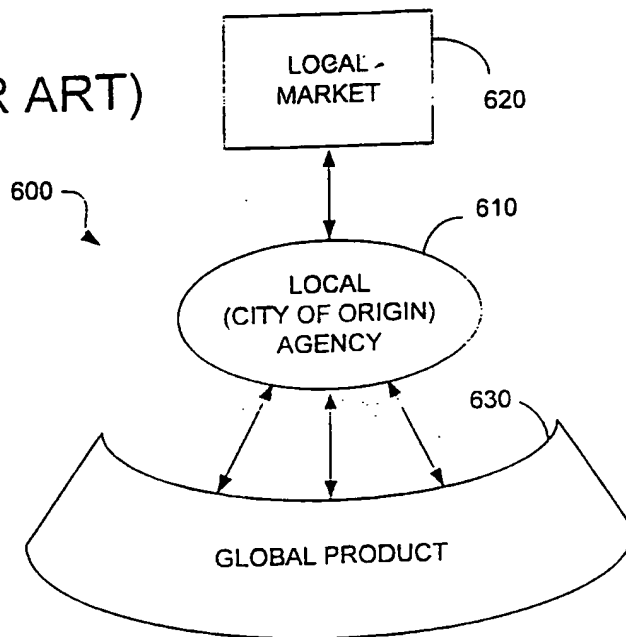 R ART)
LOCAL
MARKET
620
600
610
LOCAL
(CITY OF ORIGIN)
AGENCY
630
GLOBAL PRODUCT